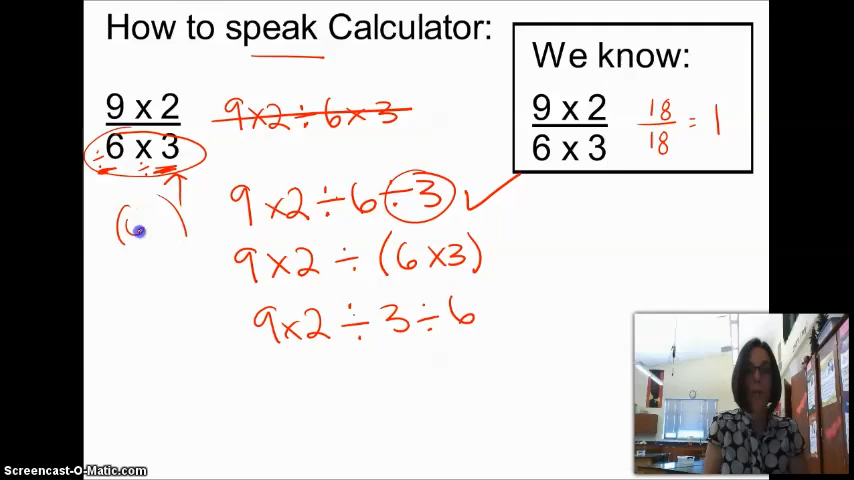 How to speak Calculator:
We know:
9 x 2
6 x 3
18
18
= 1
9 x 2
÷ 6 x ÷ 3
9x2÷6x3
9x2÷6÷3 ✓
(6 )
9x2 ÷ (6x3)
9x2 ÷ 3 ÷ 6
Screencast-O-Matic.com